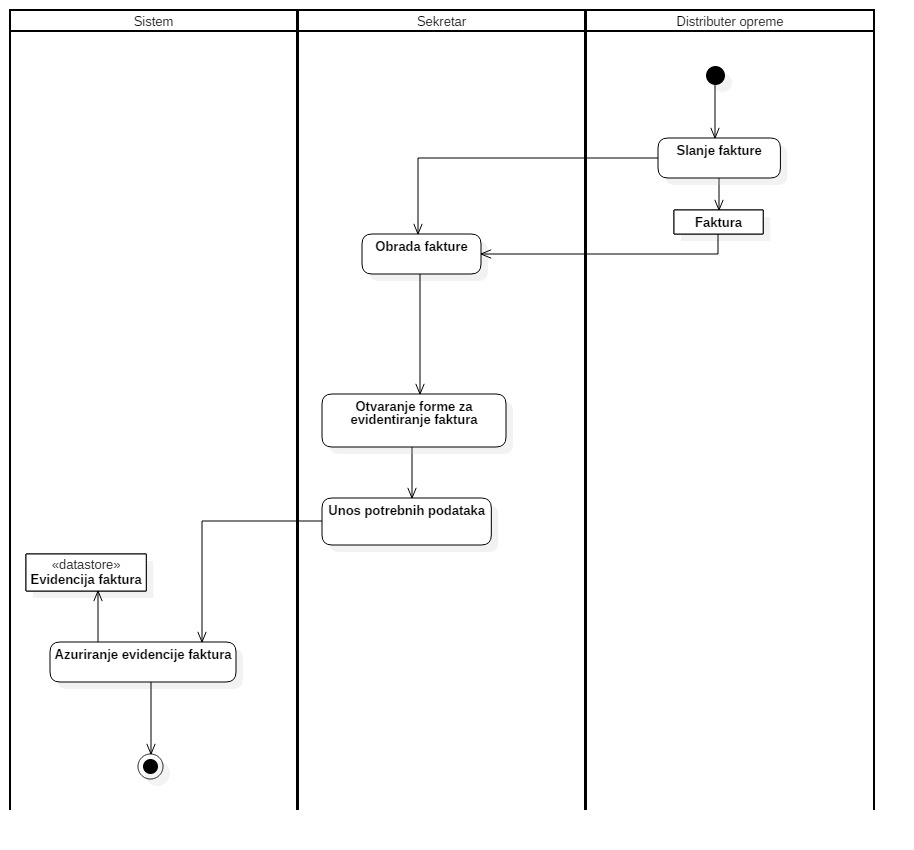 Sistem
Sekretar
Distributer opreme
Slanje fakture
Faktura
Obrada fakture
Otvaranje forme za
evidentiranje faktura
Unos potrebnih podataka
«datastore»
Evidencija faktura
Azuriranje evidencije faktura